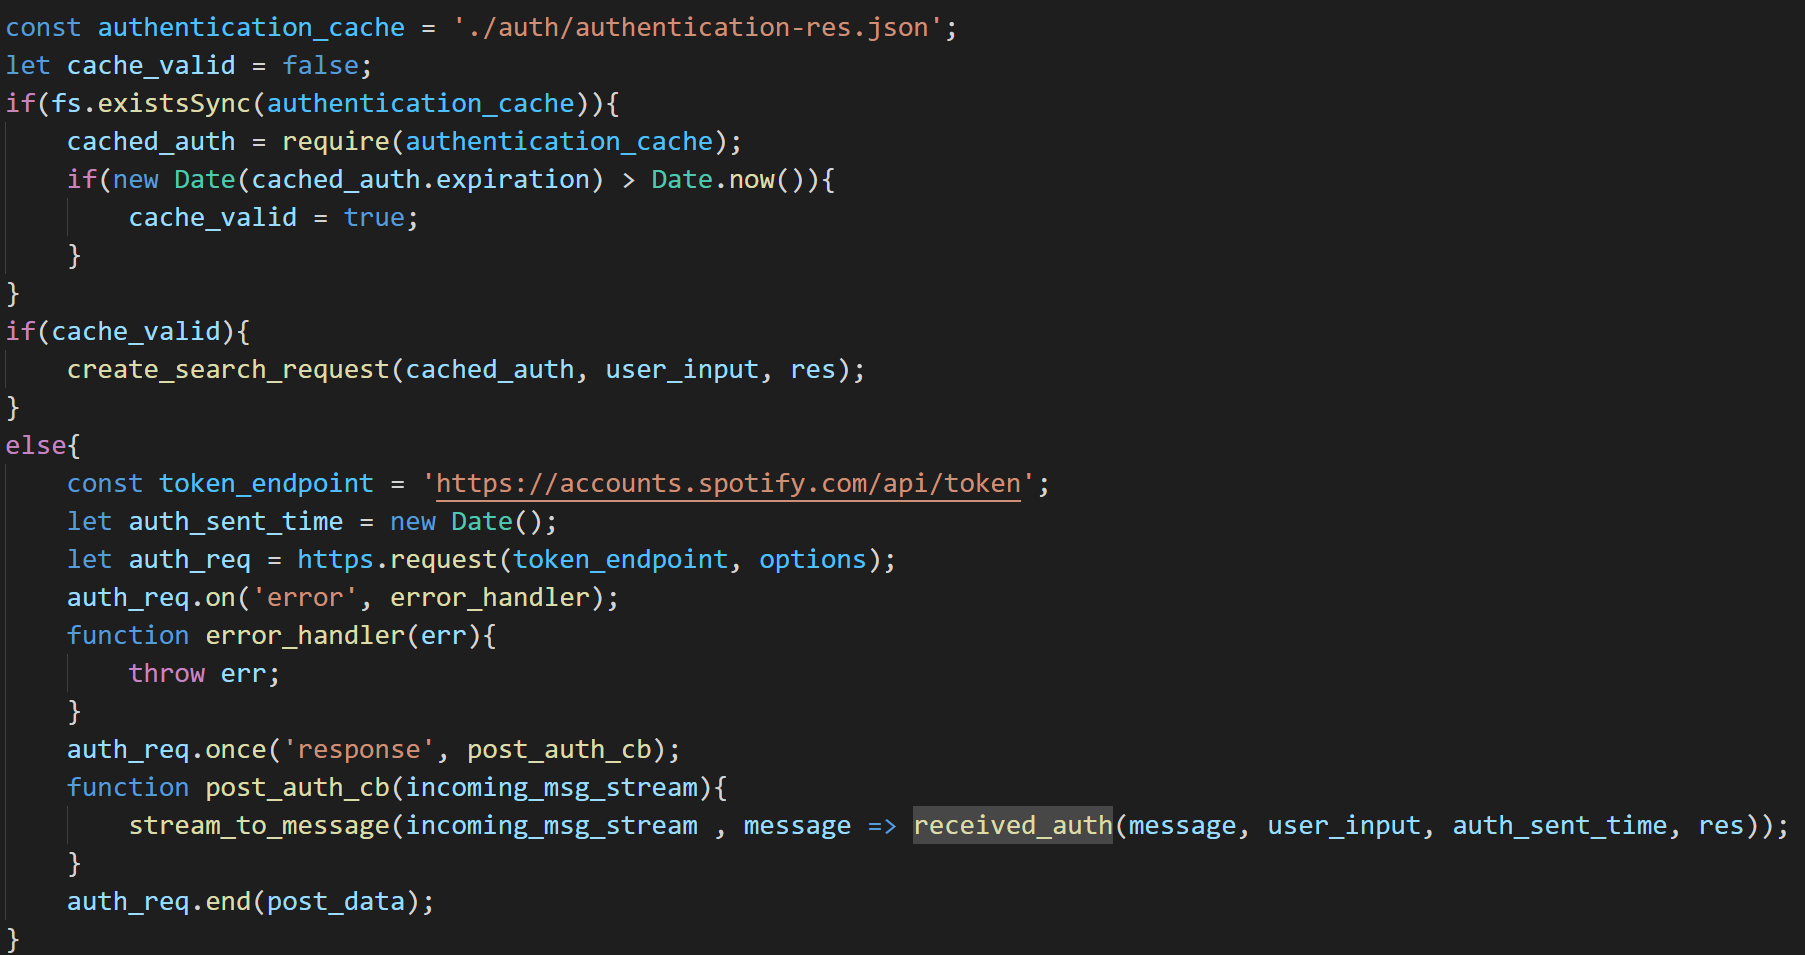 const authentication_cache = './auth/authentication-res.json';
let cache_valid = false;
if(fs.existsSync(authentication_cache)){
    cached_auth = require(authentication_cache);
    if(new Date(cached_auth.expiration) > Date.now()){
        cache_valid = true;
    }
}
if(cache_valid){
    create_search_request(cached_auth, user_input, res);
}
else{
    const token_endpoint = 'https://accounts.spotify.com/api/token';
    let auth_sent_time = new Date();
    let auth_req = https.request(token_endpoint, options);
    auth_req.on('error', error_handler);
    function error_handler(err){
        throw err;
    }
    auth_req.once('response', post_auth_cb);
    function post_auth_cb(incoming_msg_stream){
        stream_to_message(incoming_msg_stream , message => received_auth(message, user_input, auth_sent_time, res));
    }
    auth_req.end(post_data);
}